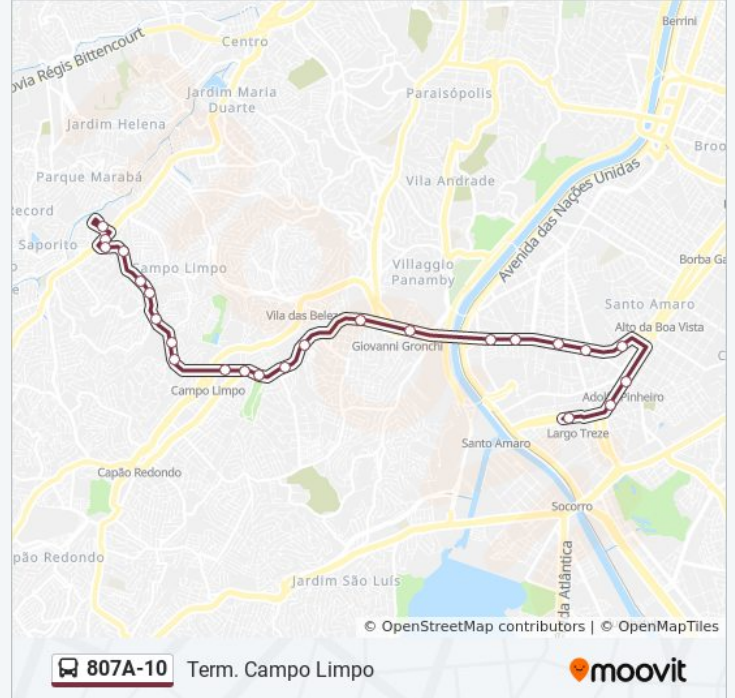 Berrini
Centro
ovia Régis Bittencourt
Jardim Maria
Duarte
Paraisópolis
Jardim Helena
Broo
Parque Marabá
Vila Andrade
Avenida das Nações Unidas
ecord
Saporito
Campo Limpo
Villaggio
Panamby
Borba Ga
Santo Amaro
Vila das Belez
Alto da Boa Vista
Giovanni Gronchi
C
Campo Limpo
Adol Pinheiro
Largo Treze
Santo Amaro
Capão Redondo
Socorro
pão Redondo
Jardim São Luís
da Atlântica
© OpenStreetMap contributors | © OpenMapTiles
807A-10 Term. Campo Limpo
moovit